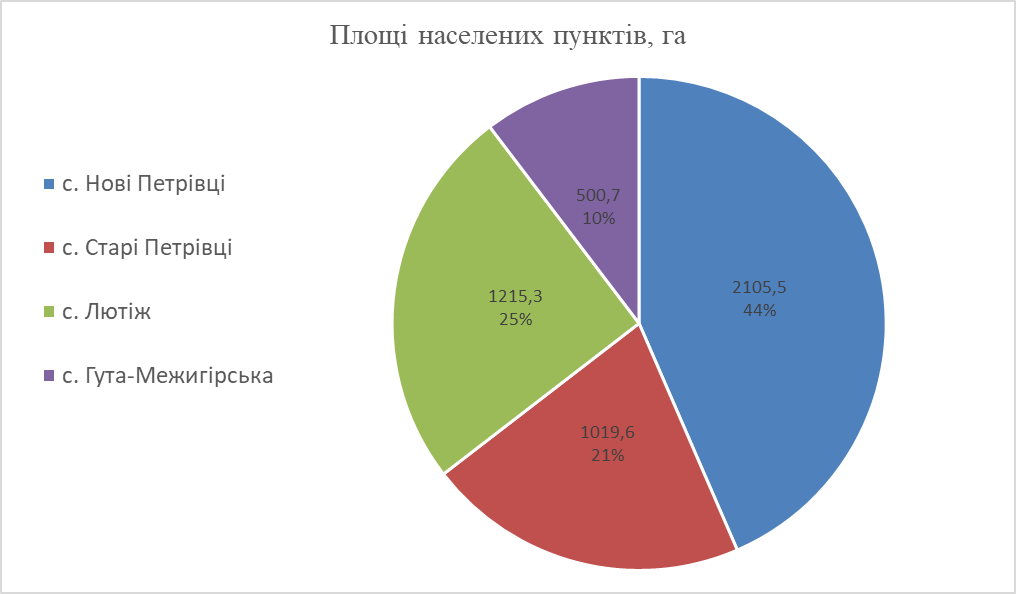 Площі населених пунктів, га
с. Нові Петрівці
с. Старі Петрівці
с. Лютіж
с. Гута-Межигірська
2105,5
44%
1019,6
21%
1215,3
25%
500,7
10%